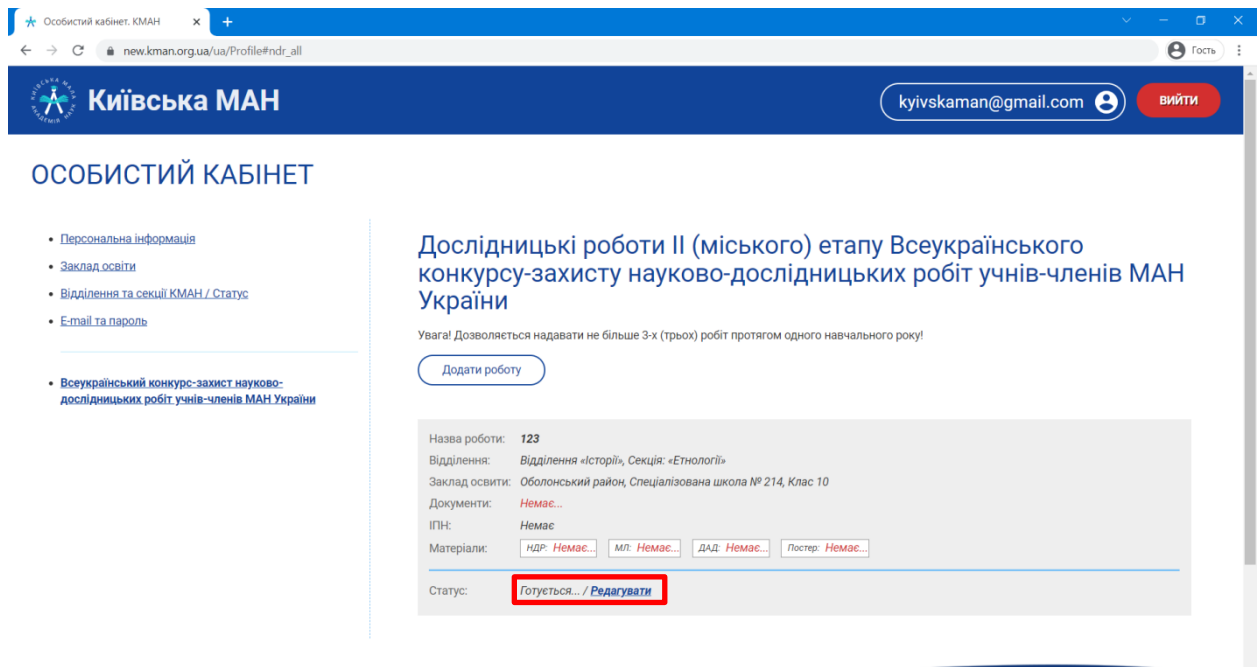 Особистий кабінет. КМАН
new.kman.org.ua/ua/Profile#ndr_all
Гость
КИЇВСЬКА МАЛА АКАДЕМІЯ НАУК
Київська МАН
kyivskaman@gmail.com
ВИЙТИ
ОСОБИСТИЙ КАБІНЕТ
Персональна інформація
Заклад освіти
Відділення та секції КМАН / Статус
E-mail та пароль
Всеукраїнський конкурс-захист науково-
дослідницьких робіт учнів-членів МАН України
Дослідницькі роботи II (міського) етапу Всеукраїнського
конкурсу-захисту науково-дослідницьких робіт учнів-членів МАН
України
Увага! Дозволяється надавати не більше 3-х (трьох) робіт протягом одного навчального року!
Додати роботу
Назва роботи: 123
Відділення: Відділення «Історії», Секція: «Етнології»
Заклад освити: Оболонський район, Спеціалізована школа № 214, Клас 10
Документи: Немає...
ІПН: Немає
Матеріали: НДР: Немає... МЛ: Немає... ДАД: Немає... Постер: Немає...
Статус: Готується... / Редагувати